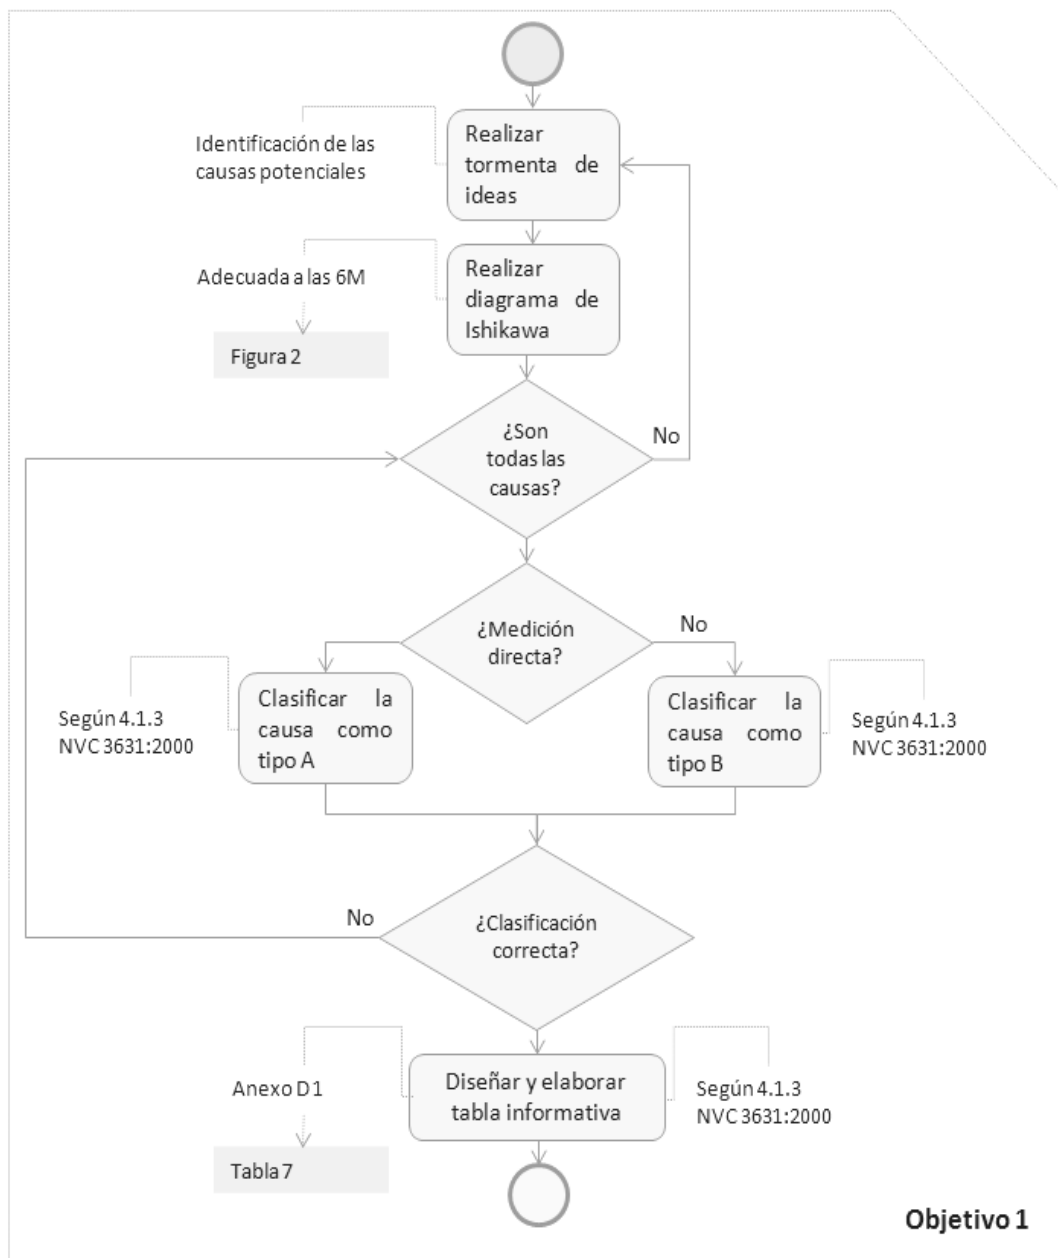 Realizar
tormenta de
ideas
Identificación de las
causas potenciales
Realizar
diagrama de
Ishikawa
Adecuada a las 6M
Figura 2
¿Son
todas las
causas?
No
¿Medición
directa?
No
Clasificar la
causa como
tipo A
Según 4.1.3
NVC 3631:2000
Clasificar la
causa como
tipo B
Según 4.1.3
NVC 3631:2000
¿Clasificación
correcta?
No
Diseñar y elaborar
tabla informativa
Anexo D1
Según 4.1.3
NVC 3631:2000
Tabla 7
Objetivo 1